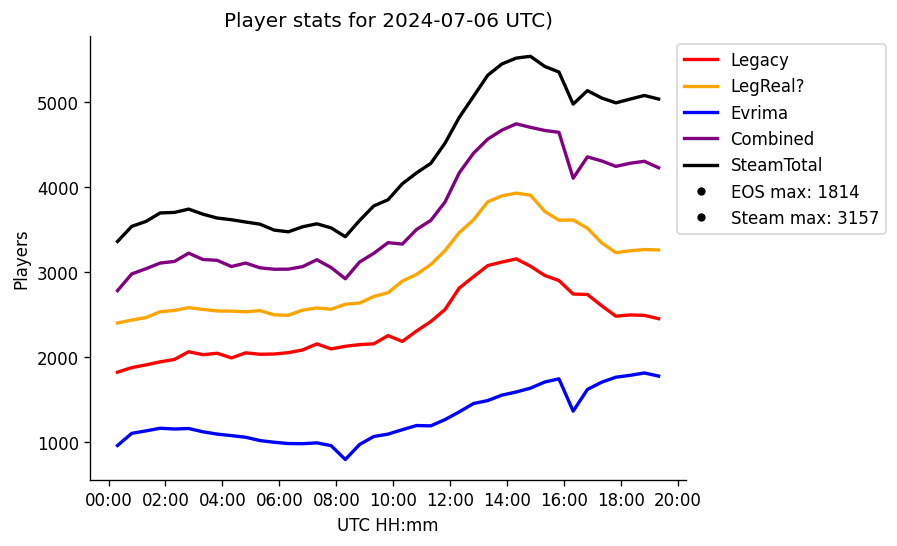 Player stats for 2024-07-06 UTC)
Legacy
LegReal?
Evrima
Combined
SteamTotal
EOS max: 1814
Steam max: 3157
Players
5000
4000
3000
2000
1000
00:00 02:00 04:00 06:00 08:00 10:00 12:00 14:00 16:00 18:00 20:00
UTC HH:mm